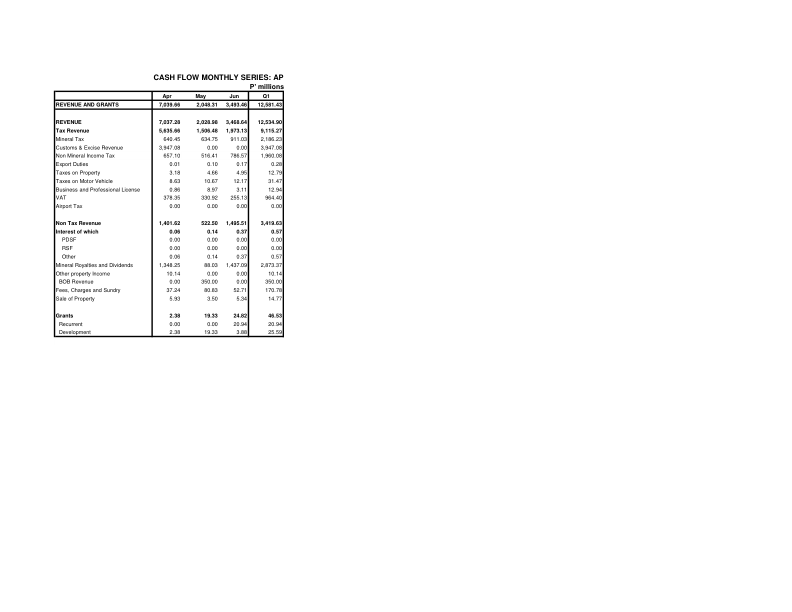 CASH FLOW MONTHLY SERIES: AP
P' millions
Apr May Jun Q1
REVENUE AND GRANTS 7,039.66 2,048.31 3,493.46 12,581.43
REVENUE 7,037.28 2,028.98 3,468.64 12,534.90
Tax Revenue 5,635.66 1,506.48 1,973.13 9,115.27
Mineral Tax 640.45 634.75 911.03 2,186.23
Customs & Excise Revenue 3,947.08 0.00 0.00 3,947.08
Non Mineral Income Tax 657.10 516.41 786.57 1,960.08
Export Duties 0.01 0.10 0.17 0.28
Taxes on Property 3.18 4.66 4.95 12.79
Taxes on Motor Vehicle 8.63 10.67 12.17 31.47
Business and Professional License 0.86 8.97 3.11 12.94
VAT 378.35 330.92 255.13 964.40
Airport Tax 0.00 0.00 0.00 0.00
Non Tax Revenue 1,401.62 522.50 1,495.51 3,419.63
Interest of which 0.06 0.14 0.37 0.57
PDSF 0.00 0.00 0.00 0.00
RSF 0.00 0.00 0.00 0.00
Other 0.06 0.14 0.37 0.57
Mineral Royalties and Dividends 1,348.25 88.03 1,437.09 2,873.37
Other property Income 10.14 0.00 0.00 10.14
BOB Revenue 0.00 350.00 0.00 350.00
Fees, Charges and Sundry 37.24 80.83 52.71 170.78
Sale of Property 5.93 3.50 5.34 14.77
Grants 2.38 19.33 24.82 46.53
Recurrent 0.00 0.00 20.94 20.94
Development 2.38 19.33 3.88 25.59